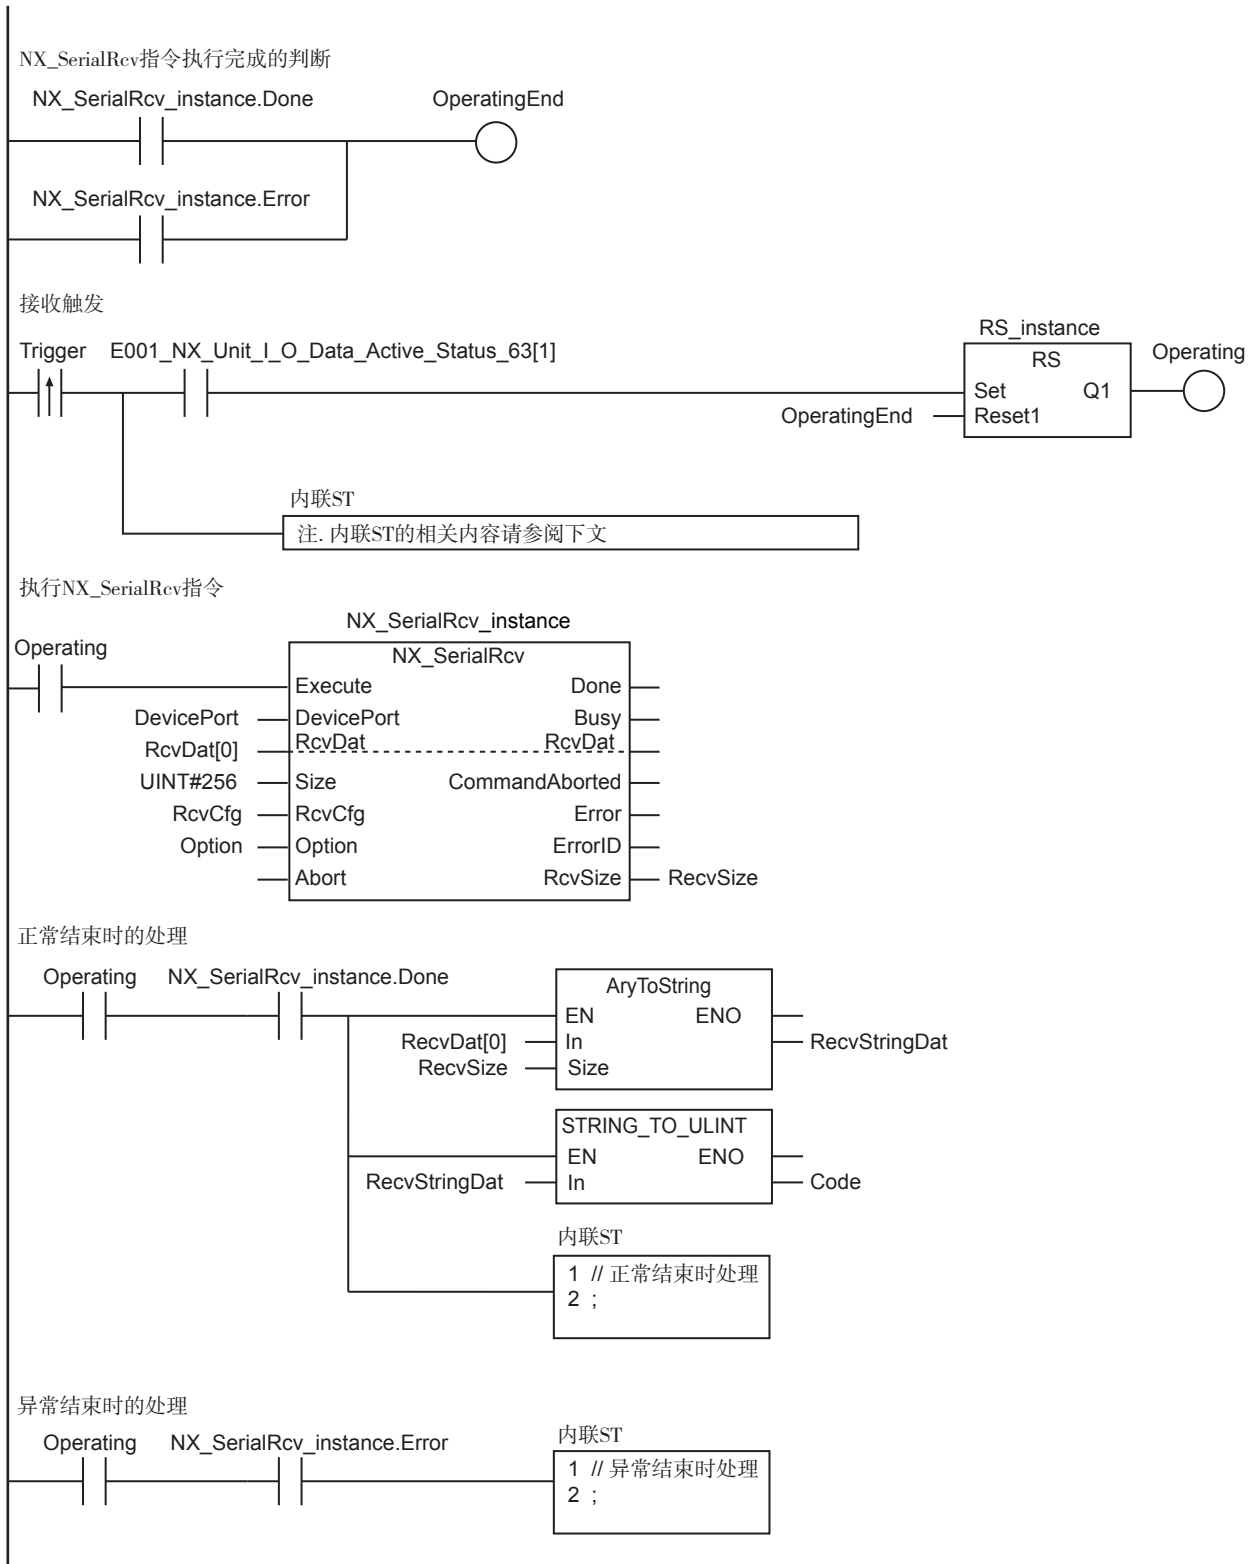 NX_SerialRcv指令执行完成的判断
NX_SerialRcv_instance.Done
OperatingEnd
NX_SerialRcv_instance.Error
接收触发
RS_instance
Trigger
E001_NX_Unit_I_O_Data_Active_Status_63[1]
RS
Operating
Set
Q1
OperatingEnd
Reset1
内联ST
注. 内联ST的相关内容请参阅下文
执行NX_SerialRcv指令
NX_SerialRcv_instance
Operating
NX_SerialRcv
Execute
Done
DevicePort
DevicePort
Busy
RcvDat[0]
RcvDat
RcvDat
UINT#256
Size
CommandAborted
RcvCfg
RcvCfg
Error
Option
Option
ErrorID
Abort
RcvSize
RecvSize
正常结束时的处理
Operating
NX_SerialRcv_instance.Done
AryToString
EN
ENO
RecvDat[0]
In
RecvStringDat
RecvSize
Size
STRING_TO_ULINT
EN
ENO
RecvStringDat
In
Code
内联ST
1 // 正常结束时处理
2 ;
异常结束时的处理
Operating
NX_SerialRcv_instance.Error
内联ST
1 // 异常结束时处理
2 ;